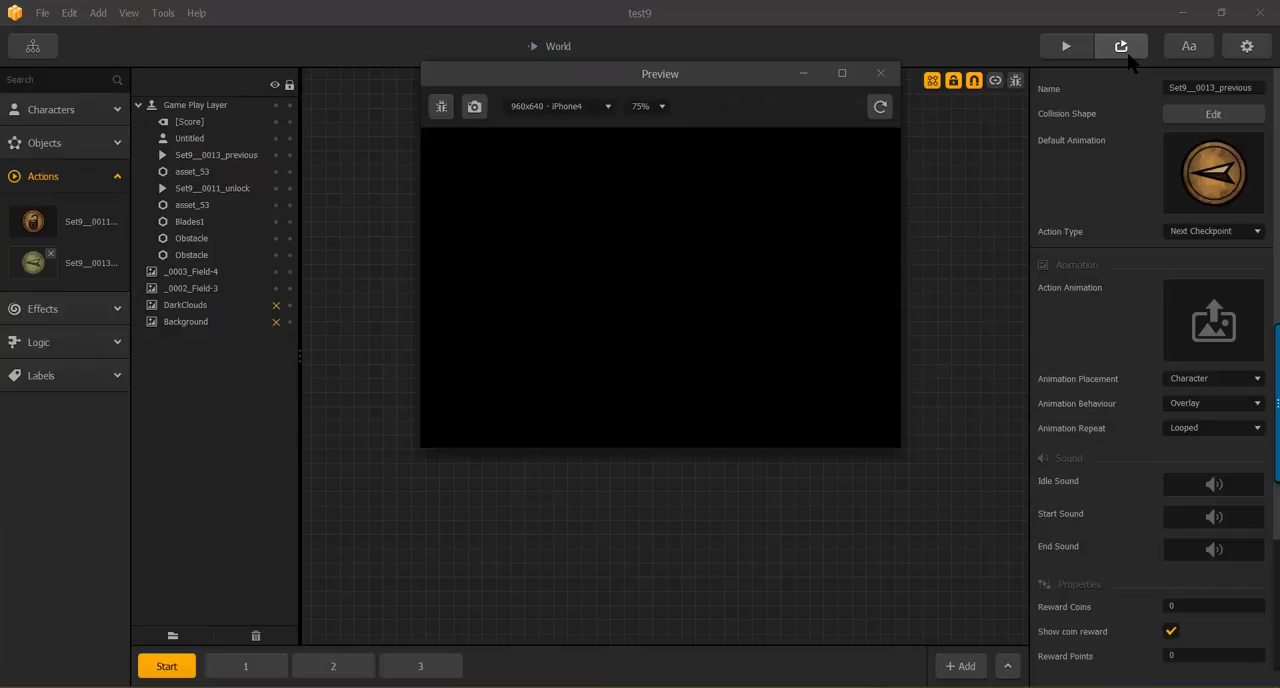 File Edit Add View Tools Help
test9
World
Aa
Search
Characters
Objects
Actions
Set9__0011...
Set9__0013...
Effects
Logic
Labels
Game Play Layer
[Score]
Untitled
Set9__0013_previous
asset_53
Set9__0011_unlock
asset_53
Blades1
Obstacle
Obstacle
_0003_Field-4
_0002_Field-3
DarkClouds
Background
Preview
960x640 - iPhone4
75%
Start
1
2
3
+ Add
Name
Set9__0013_previous
Collision Shape
Edit
Default Animation
Action Type
Next Checkpoint
Animation
Action Animation
Animation Placement
Character
Animation Behaviour
Overlay
Animation Repeat
Looped
Sound
Idle Sound
Start Sound
End Sound
Properties
Reward Coins
0
Show coin reward
Reward Points
0